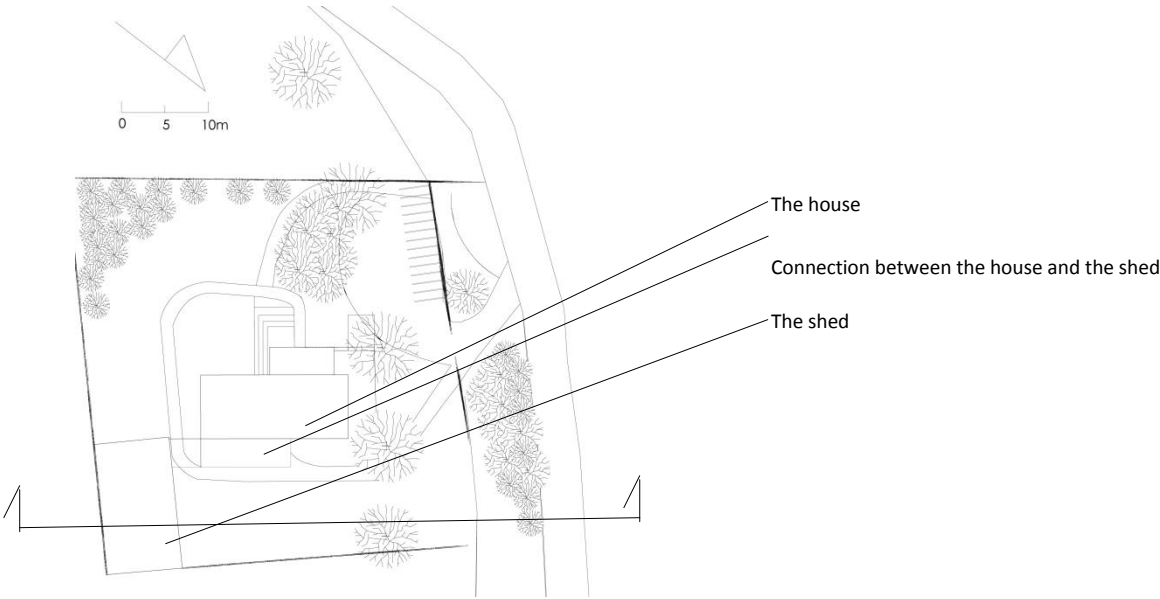 0 5 10m
The house
Connection between the house and the shed
The shed